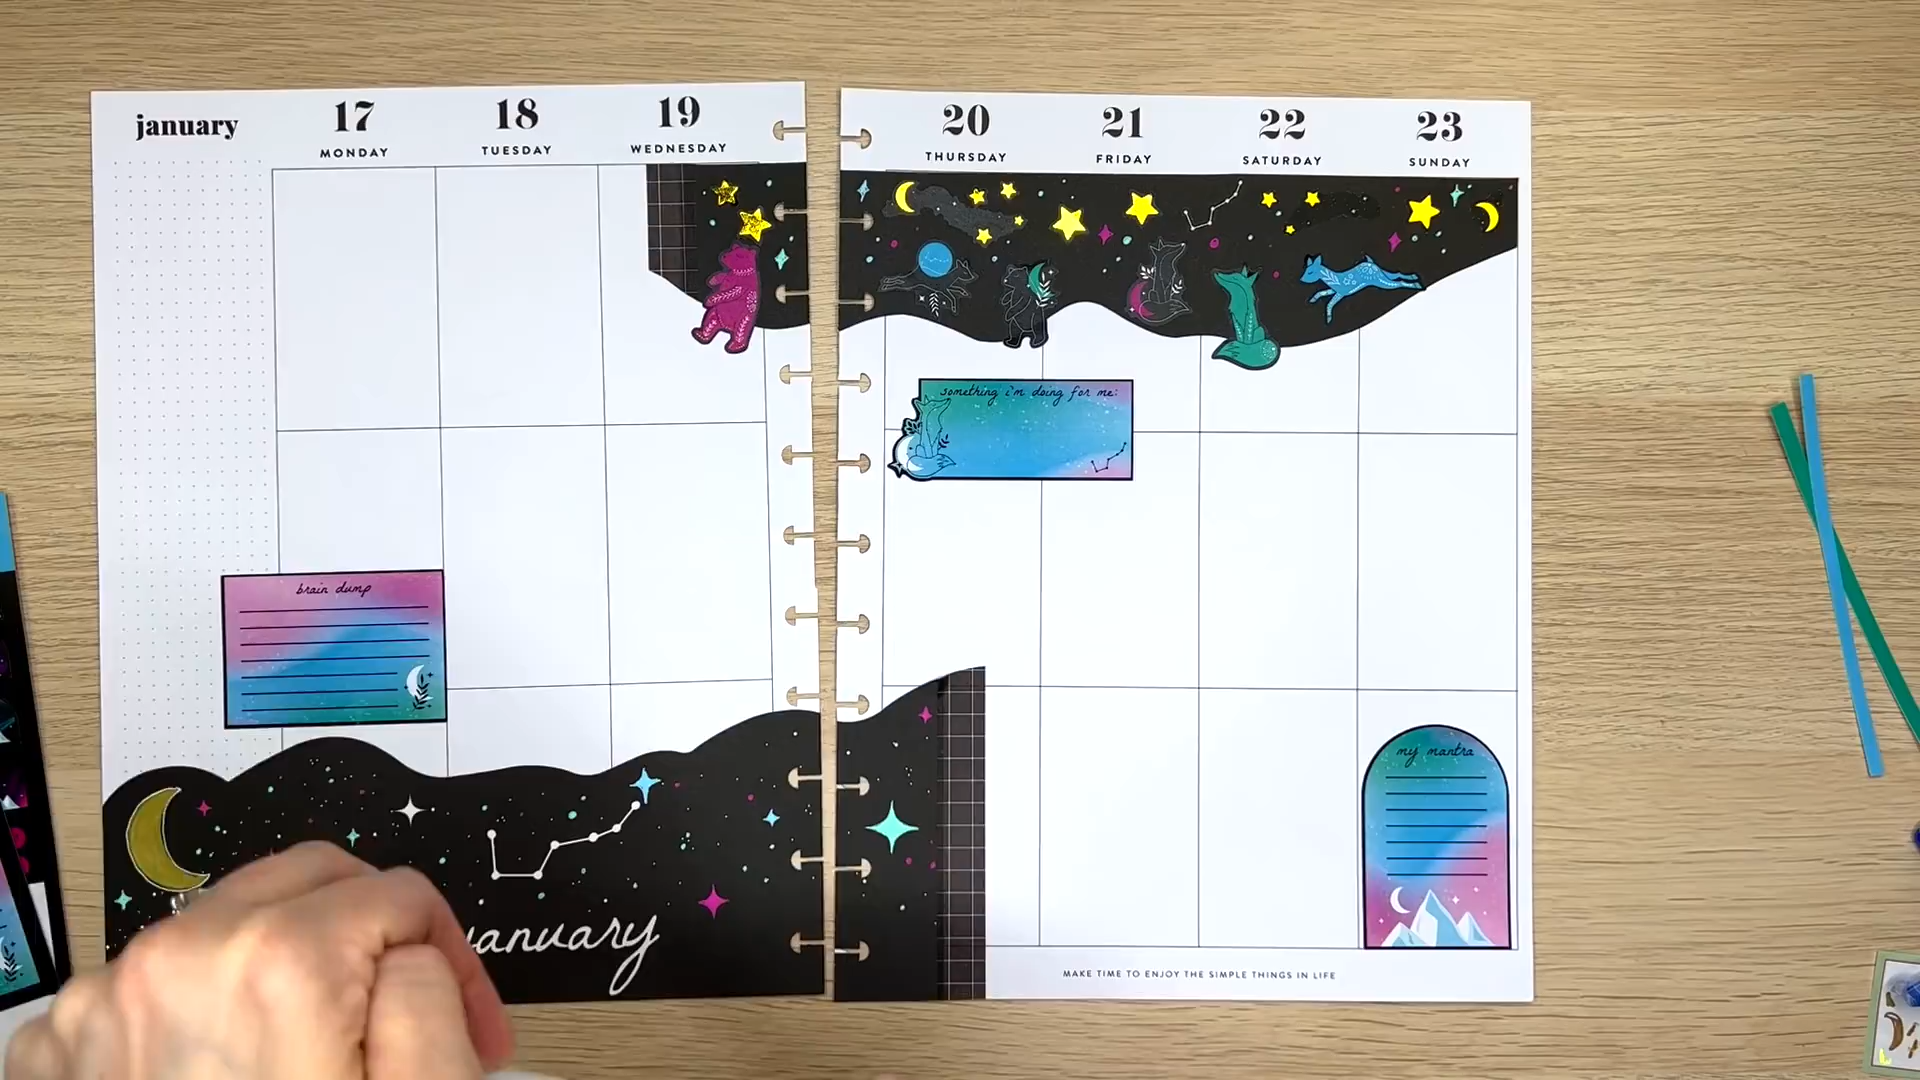 january
17
MONDAY
18
TUESDAY
19
WEDNESDAY
20
THURSDAY
21
FRIDAY
22
SATURDAY
23
SUNDAY
something i'm doing for me:
brain dump
my mantra
january
MAKE TIME TO ENJOY THE SIMPLE THINGS IN LIFE